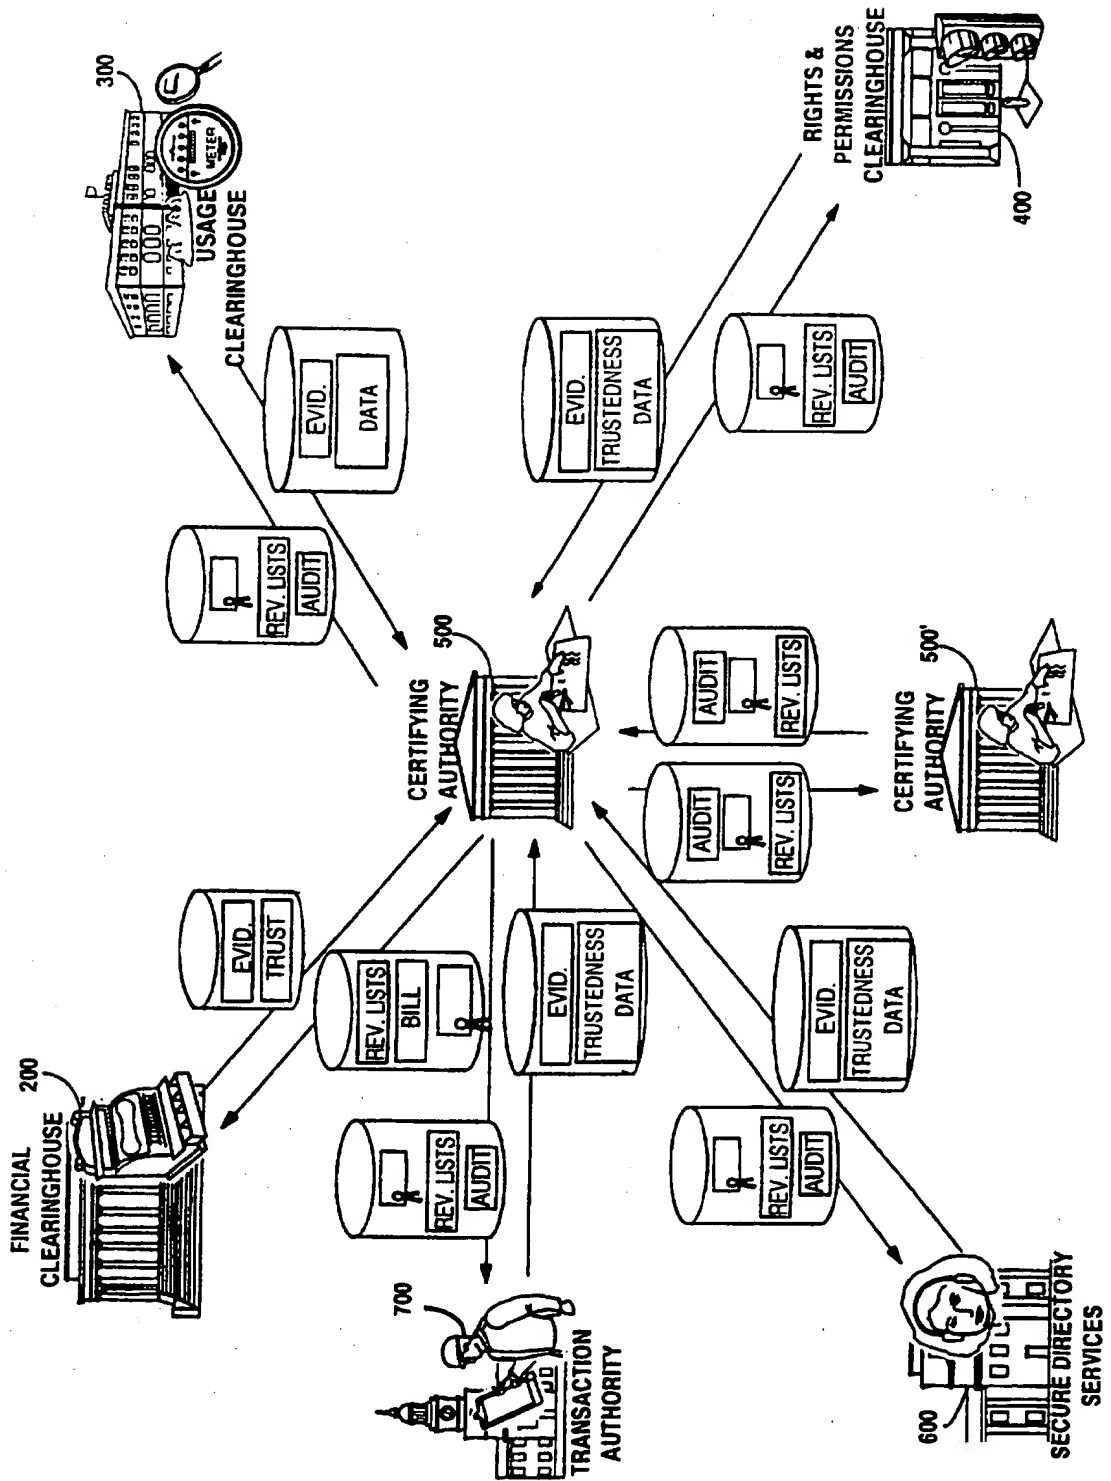 FINANCIAL
CLEARINGHOUSE
200
EVID.
TRUST
REV. LISTS
BILL
REV. LISTS
AUDIT
700
TRANSACTION
AUTHORITY
EVID.
TRUSTEDNESS
DATA
REV. LISTS
AUDIT
EVID.
TRUSTEDNESS
DATA
600
SECURE DIRECTORY
SERVICES
CERTIFYING
AUTHORITY
500
REV. LISTS
AUDIT
EVID.
DATA
300
METER
USAGE
CLEARINGHOUSE
EVID.
TRUSTEDNESS
DATA
REV. LISTS
AUDIT
RIGHTS &
PERMISSIONS
CLEARINGHOUSE
400
AUDIT
REV. LISTS
AUDIT
REV. LISTS
CERTIFYING
AUTHORITY
500'